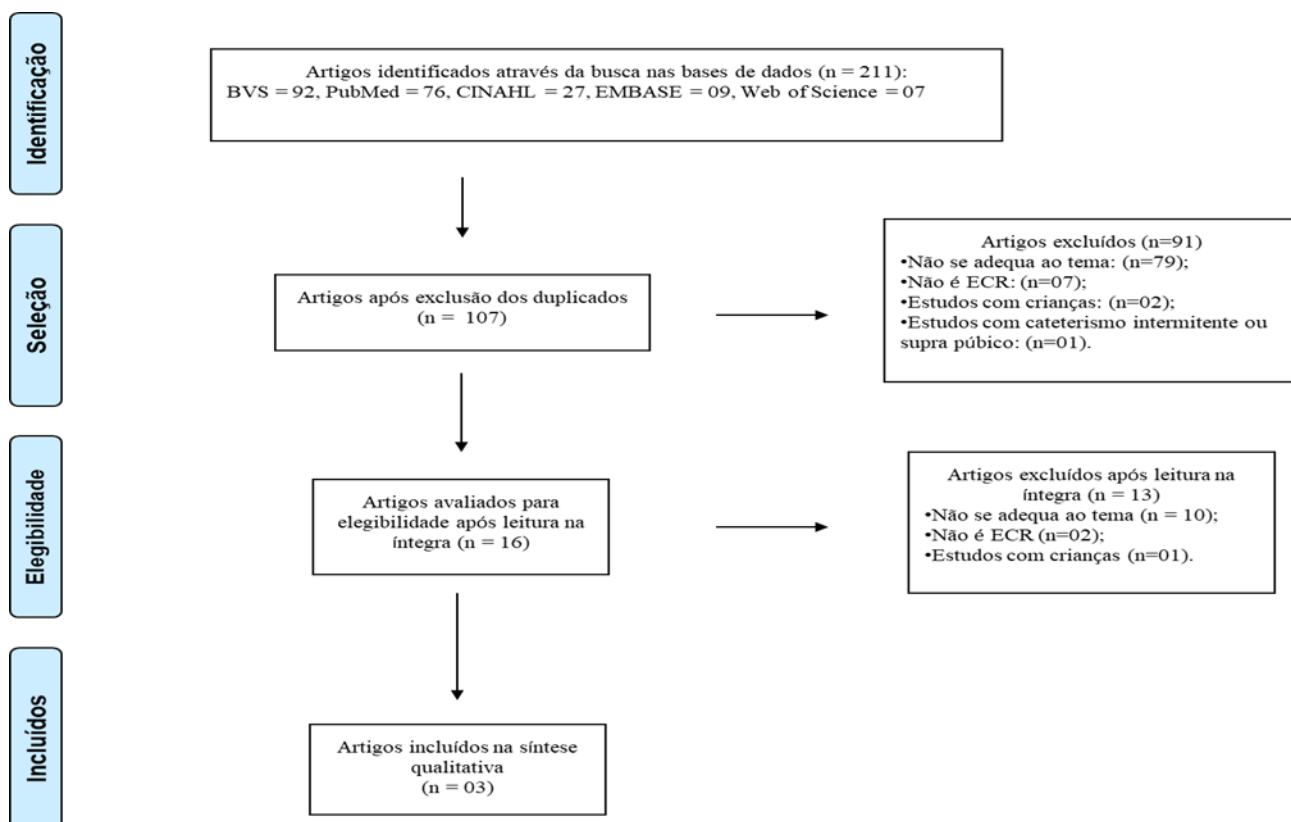 Identificação
Artigos identificados através da busca nas bases de dados (n = 211):
BVS = 92, PubMed = 76, CINAHL = 27, EMBASE = 09, Web of Science = 07
Seleção
Artigos após exclusão dos duplicados
(n = 107)
Artigos excluídos (n=91)
•Não se adequa ao tema: (n=79);
•Não é ECR: (n=07);
•Estudos com crianças: (n=02);
•Estudos com cateterismo intermitente ou
supra púbico: (n=01).
Elegibilidade
Artigos avaliados para
elegibilidade após leitura na
íntegra (n = 16)
Artigos excluídos após leitura na
íntegra (n = 13)
•Não se adequa ao tema (n = 10);
•Não é ECR (n=02);
•Estudos com crianças (n=01).
Incluídos
Artigos incluídos na síntese
qualitativa
(n = 03)